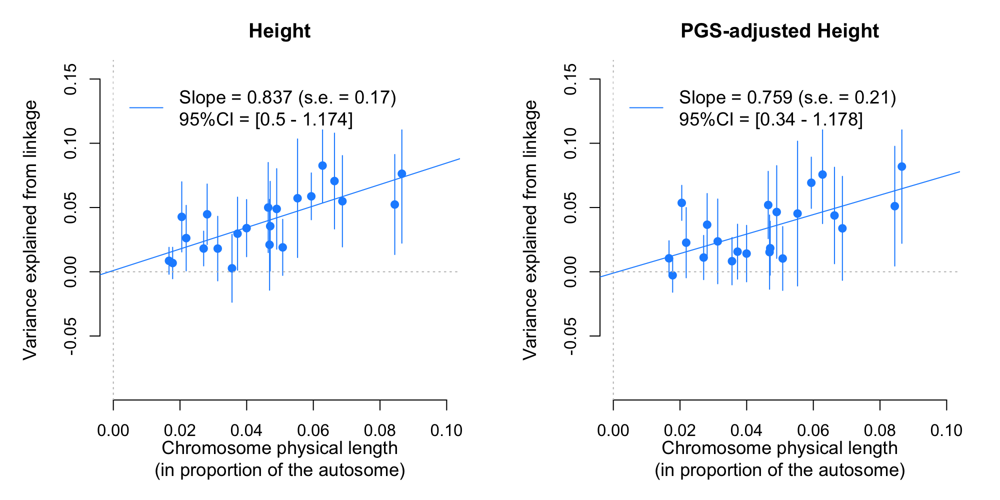 Height
Variance explained from linkage
0.15
0.10
0.05
0.00
-0.05
Slope = 0.837 (s.e. = 0.17)
95%CI = [0.5 - 1.174]
0.00 0.02 0.04 0.06 0.08 0.10
Chromosome physical length
(in proportion of the autosome)
PGS-adjusted Height
Variance explained from linkage
0.15
0.10
0.05
0.00
-0.05
Slope = 0.759 (s.e. = 0.21)
95%CI = [0.34 - 1.178]
0.00 0.02 0.04 0.06 0.08 0.10
Chromosome physical length
(in proportion of the autosome)